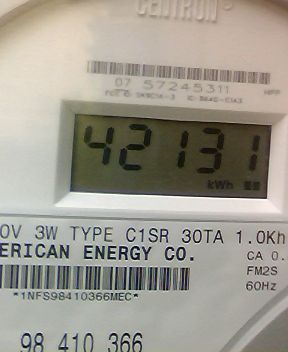 CENTRON®
07 57245311
42131
kWh
0V 3W TYPE C1SR 30TA 1.0Kh
ERICAN ENERGY CO.
CA 0.
FM2S
60Hz
*1NFS98410366MEC*
98 410 366